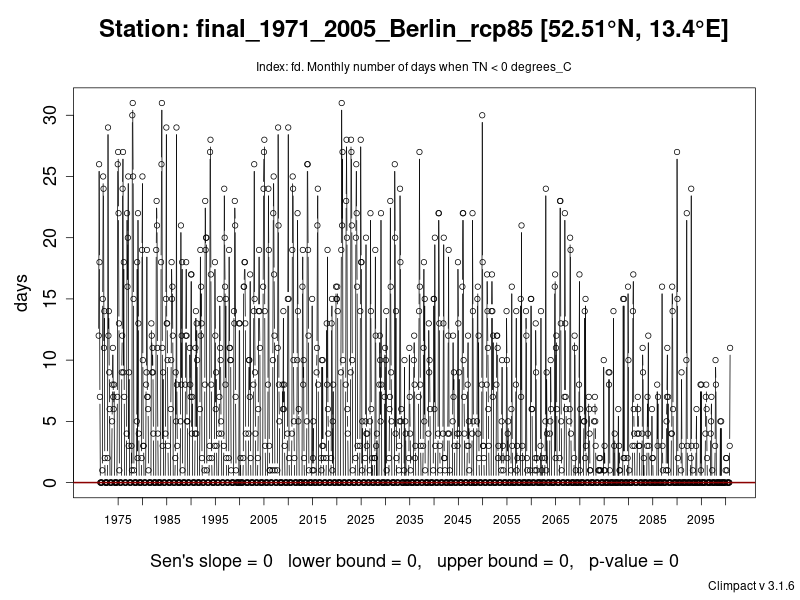 Station: final_1971_2005_Berlin_rcp85 [52.51°N, 13.4°E]
Index: fd. Monthly number of days when TN < 0 degrees_C
days
30
25
20
15
10
5
0
1975 1985 1995 2005 2015 2025 2035 2045 2055 2065 2075 2085 2095
Sen's slope = 0 lower bound = 0, upper bound = 0, p-value = 0
Climpact v 3.1.6